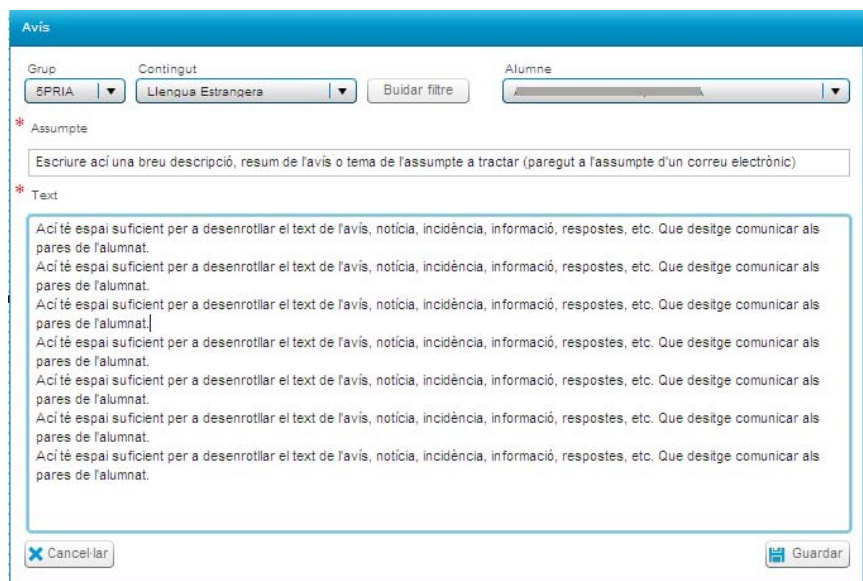 Avís
Grup Contingut Alumne
5PRIA Llengua Estrangera Buidar filtre
* Assumpte
Escriure ací una breu descripció, resum de l'avís o tema de l'assumpte a tractar (paregut a l'assumpte d'un correu electrònic)
* Text
Ací té espai suficient per a desenrotllar el text de l'avís, notícia, incidència, informació, respostes, etc. Que desitge comunicar als
pares de l'alumnat.
Ací té espai suficient per a desenrotllar el text de l'avís, notícia, incidència, informació, respostes, etc. Que desitge comunicar als
pares de l'alumnat.
Ací té espai suficient per a desenrotllar el text de l'avís, notícia, incidència, informació, respostes, etc. Que desitge comunicar als
pares de l'alumnat.
Ací té espai suficient per a desenrotllar el text de l'avís, notícia, incidència, informació, respostes, etc. Que desitge comunicar als
pares de l'alumnat.
Ací té espai suficient per a desenrotllar el text de l'avís, notícia, incidència, informació, respostes, etc. Que desitge comunicar als
pares de l'alumnat.
Ací té espai suficient per a desenrotllar el text de l'avís, notícia, incidència, informació, respostes, etc. Que desitge comunicar als
pares de l'alumnat.
Ací té espai suficient per a desenrotllar el text de l'avís, notícia, incidència, informació, respostes, etc. Que desitge comunicar als
pares de l'alumnat.
Cancel·lar Guardar